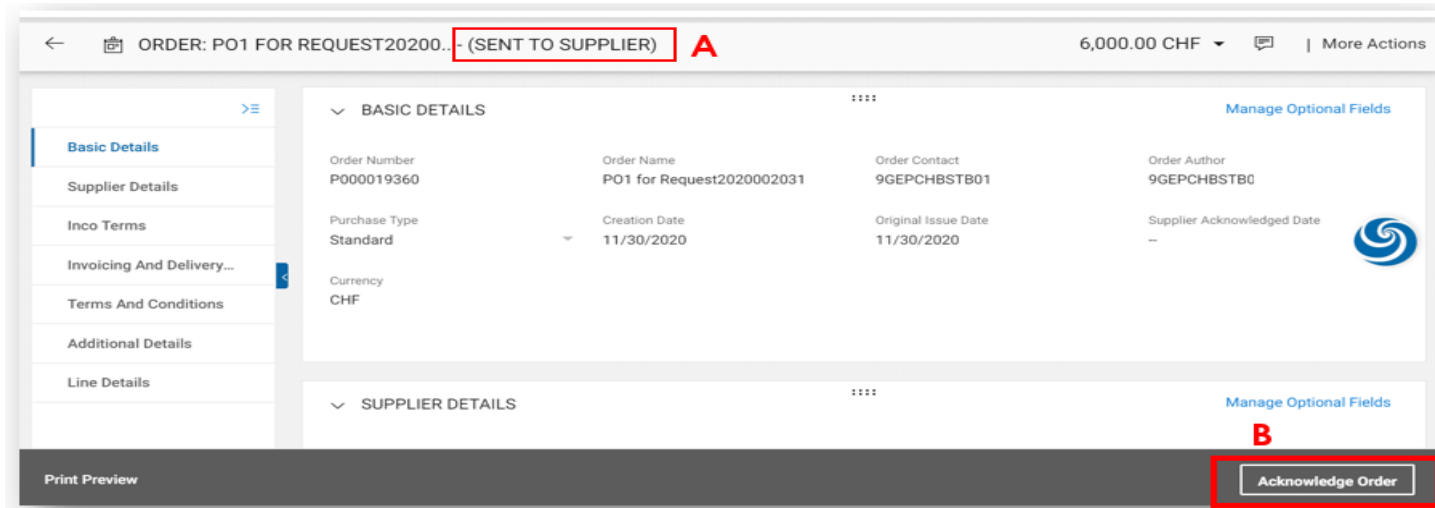 ORDER: PO1 FOR REQUEST20200.. - (SENT TO SUPPLIER) A 6,000.00 CHF | More Actions
Basic Details
Supplier Details
Inco Terms
Invoicing And Delivery...
Terms And Conditions
Additional Details
Line Details
BASIC DETAILS Manage Optional Fields
Order Number Order Name Order Contact Order Author
P000019360 PO1 for Request2020002031 9GEPCHBSTB01 9GEPCHBSTB0
Purchase Type Creation Date Original Issue Date Supplier Acknowledged Date
Standard 11/30/2020 11/30/2020 --
Currency
CHF
SUPPLIER DETAILS Manage Optional Fields
B
Print Preview Acknowledge Order